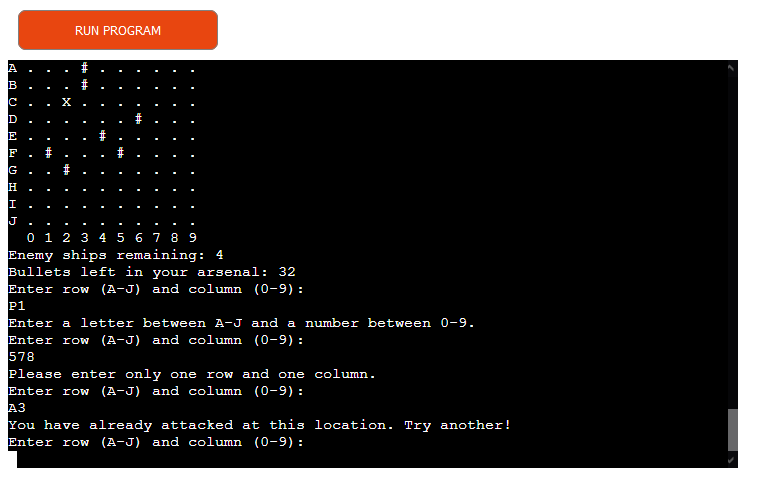 RUN PROGRAM
A . . . # . . . . . .
B . . . # . . . . . .
C . . X . . . . . . .
D . . . . . . # . . .
E . . . . # . . . . .
F . # . . . # . . . .
G . . # . . . . . . .
H . . . . . . . . . .
I . . . . . . . . . .
J . . . . . . . . . .
  0 1 2 3 4 5 6 7 8 9
Enemy ships remaining: 4
Bullets left in your arsenal: 32
Enter row (A-J) and column (0-9):
P1
Enter a letter between A-J and a number between 0-9.
Enter row (A-J) and column (0-9):
578
Please enter only one row and one column.
Enter row (A-J) and column (0-9):
A3
You have already attacked at this location. Try another!
Enter row (A-J) and column (0-9):